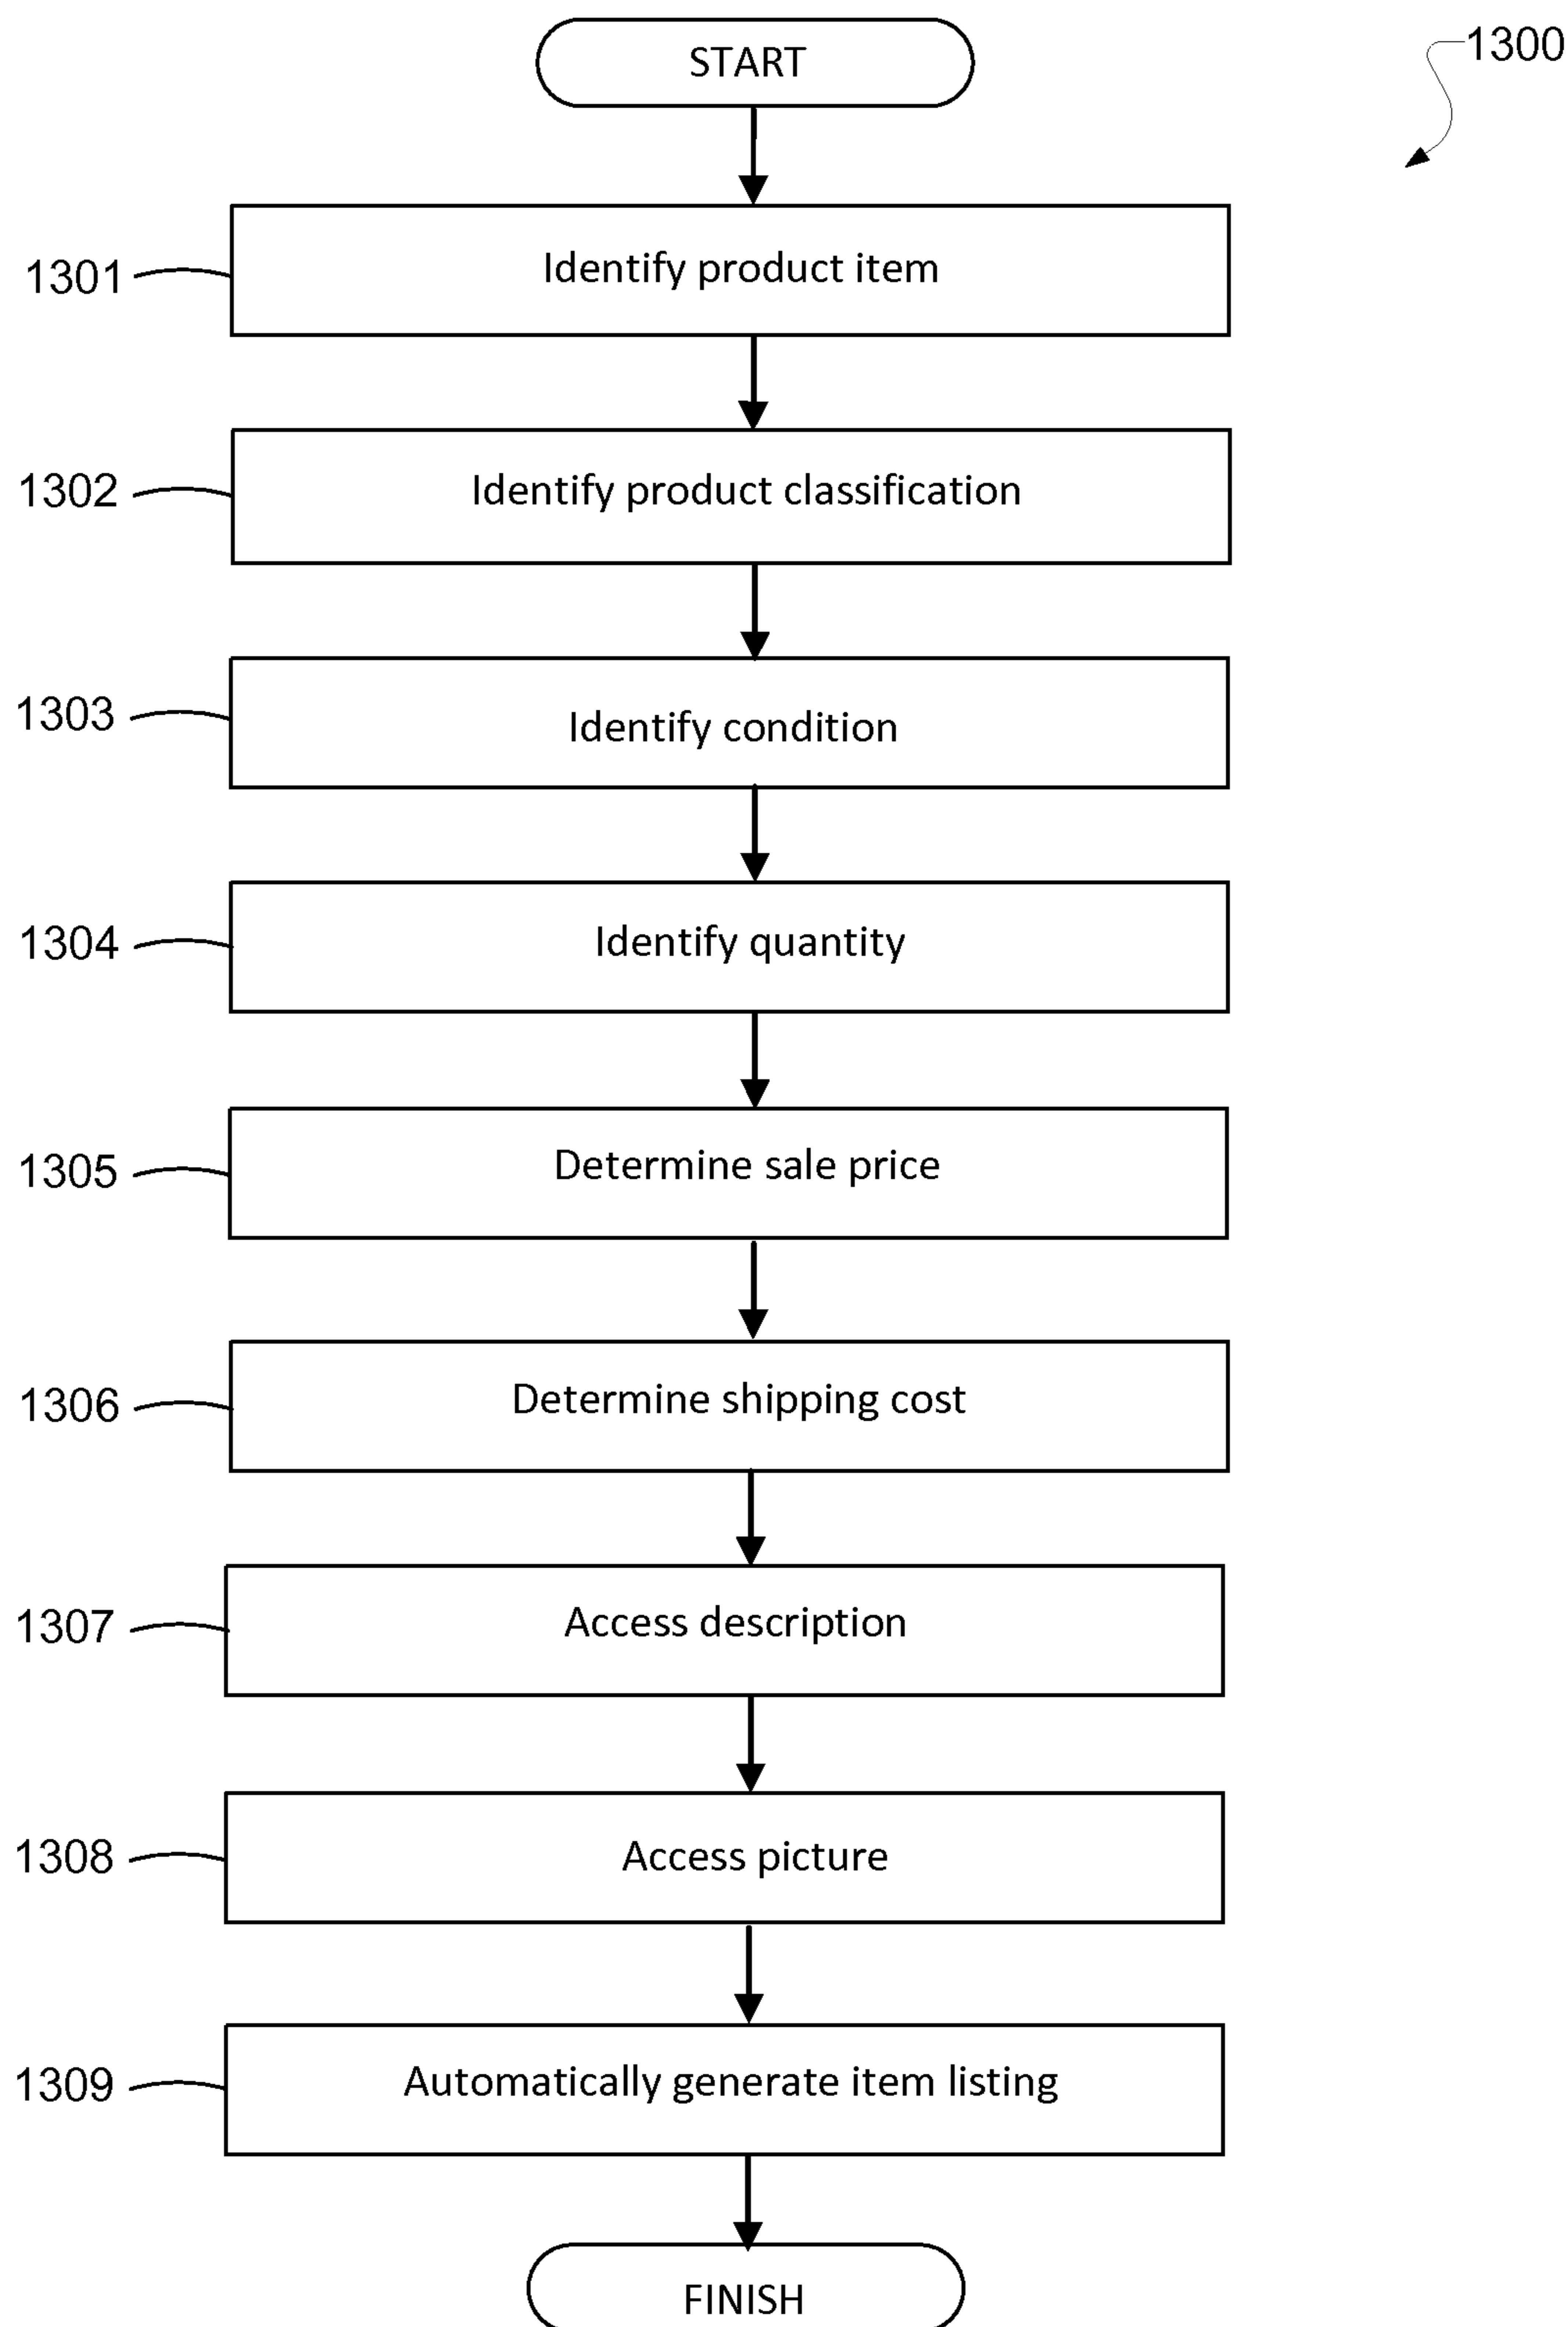 START
1300
1301
Identify product item
1302
Identify product classification
1303
Identify condition
1304
Identify quantity
1305
Determine sale price
1306
Determine shipping cost
1307
Access description
1308
Access picture
1309
Automatically generate item listing
FINISH